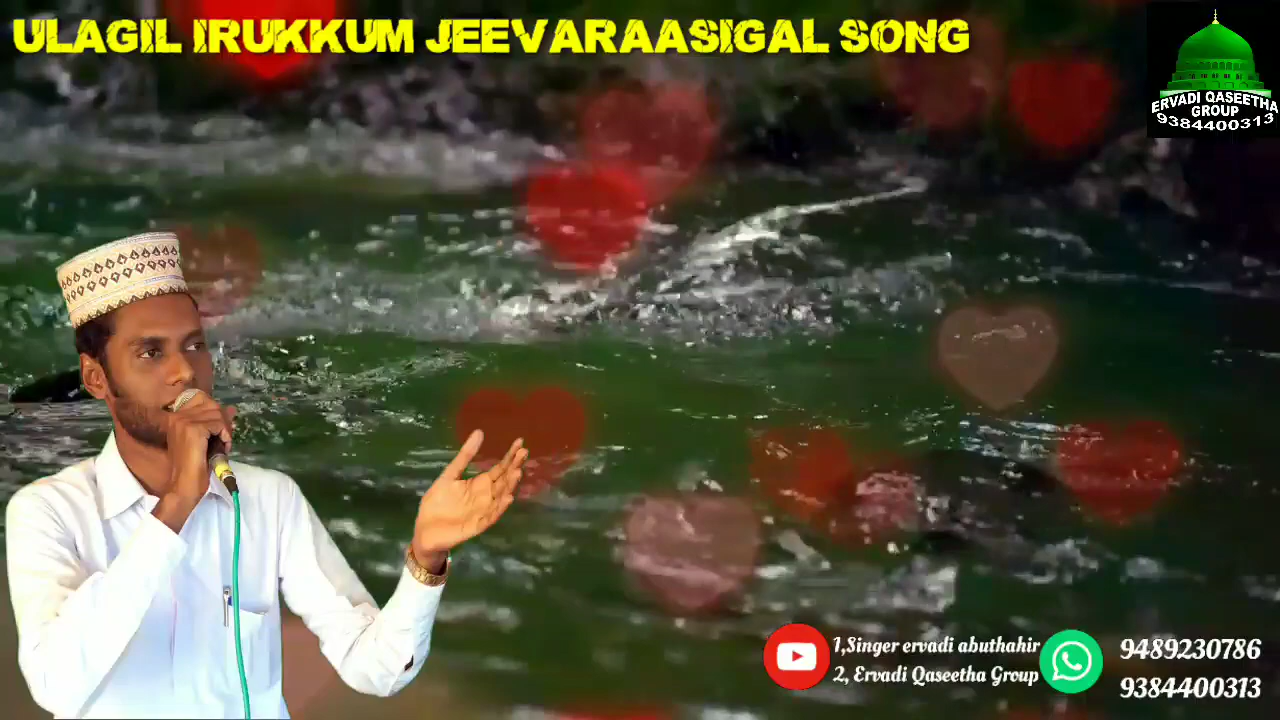 ULAGIL IRUKKUM JEEVARAASIGAL SONG
ERVADI QASEETHA
GROUP
9384400313
1,Singer ervadi abuthahir
2, Ervadi Qaseetha Group
9489230786
9384400313